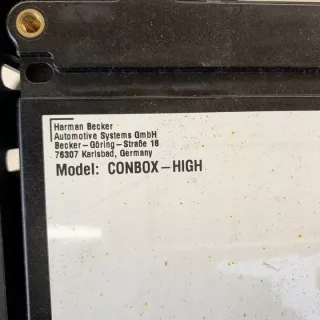 Harman Becker
Automotive Systems GmbH
Becker-Göring-Straße 16
76307 Karlsbad, Germany
Model: CONBOX-HIGH